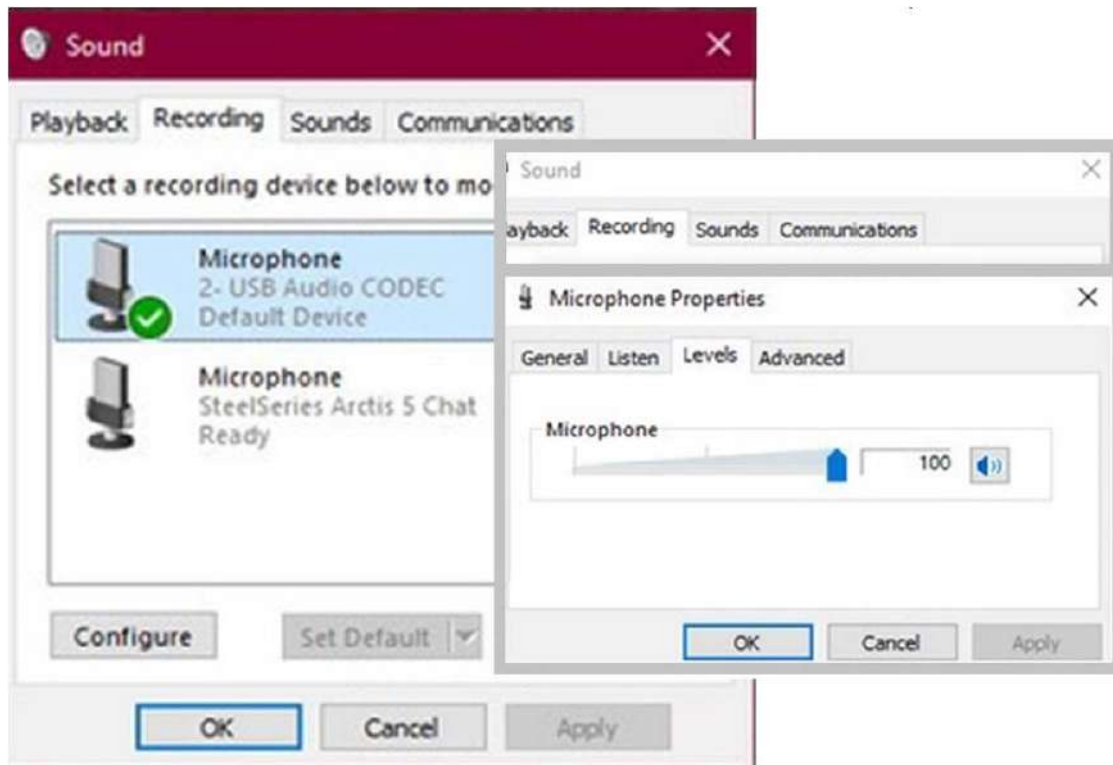 Sound
Playback Recording Sounds Communications
Select a recording device below to mo
Microphone
2- USB Audio CODEC
Default Device
Microphone
SteelSeries Arctis 5 Chat
Ready
Configure Set Default
OK Cancel Apply
Sound
ayback Recording Sounds Communications
Microphone Properties
General Listen Levels Advanced
Microphone
100
OK Cancel Apply